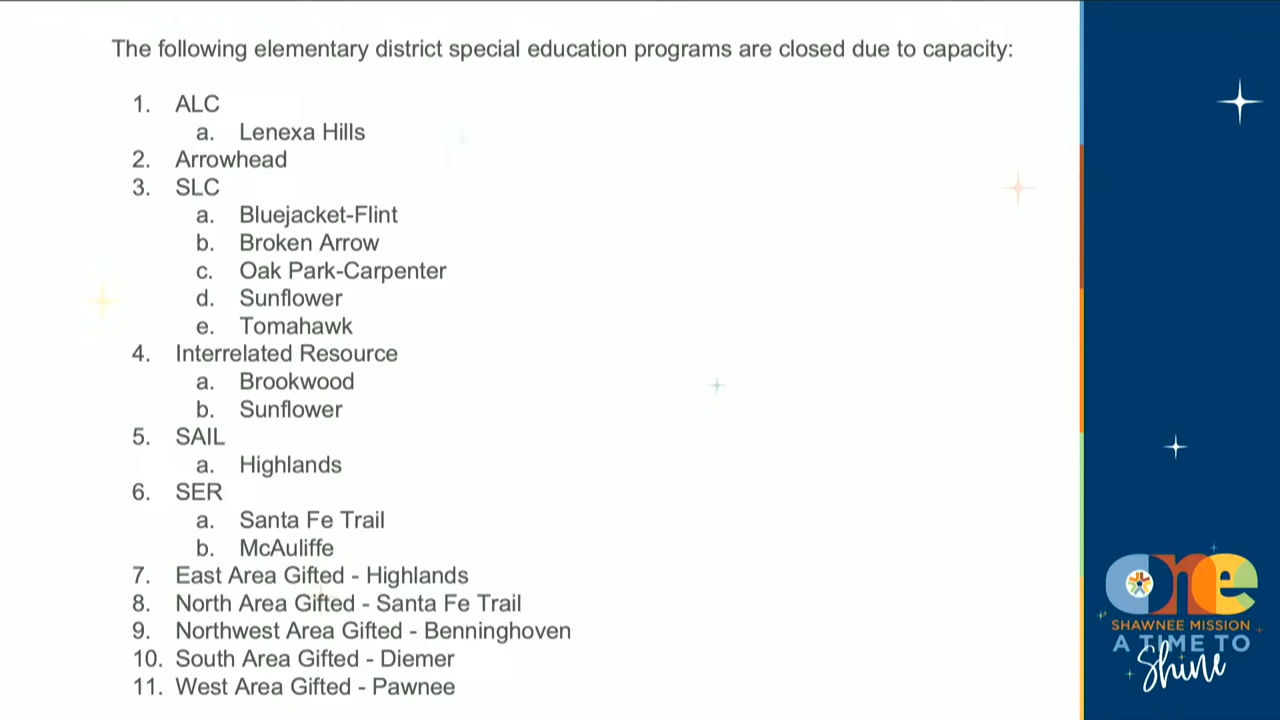 The following elementary district special education programs are closed due to capacity:
1. ALC
a. Lenexa Hills
2. Arrowhead
3. SLC
a. Bluejacket-Flint
b. Broken Arrow
c. Oak Park-Carpenter
d. Sunflower
e. Tomahawk
4. Interrelated Resource
a. Brookwood
b. Sunflower
5. SAIL
a. Highlands
6. SER
a. Santa Fe Trail
b. McAuliffe
7. East Area Gifted - Highlands
8. North Area Gifted - Santa Fe Trail
9. Northwest Area Gifted - Benninghoven
10. South Area Gifted - Diemer
11. West Area Gifted - Pawnee
one
SHAWNEE MISSION
A TIME TO
Shine